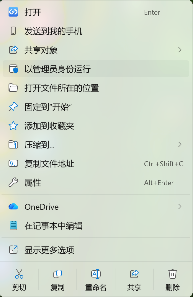 打开 Enter
发送到我的手机
共享对象
以管理员身份运行
打开文件所在的位置
固定到"开始"
添加到收藏夹
压缩到...
复制文件地址 Ctrl+Shift+C
属性 Alt+Enter
OneDrive
在记事本中编辑
显示更多选项
剪切 复制 重命名 共享 删除